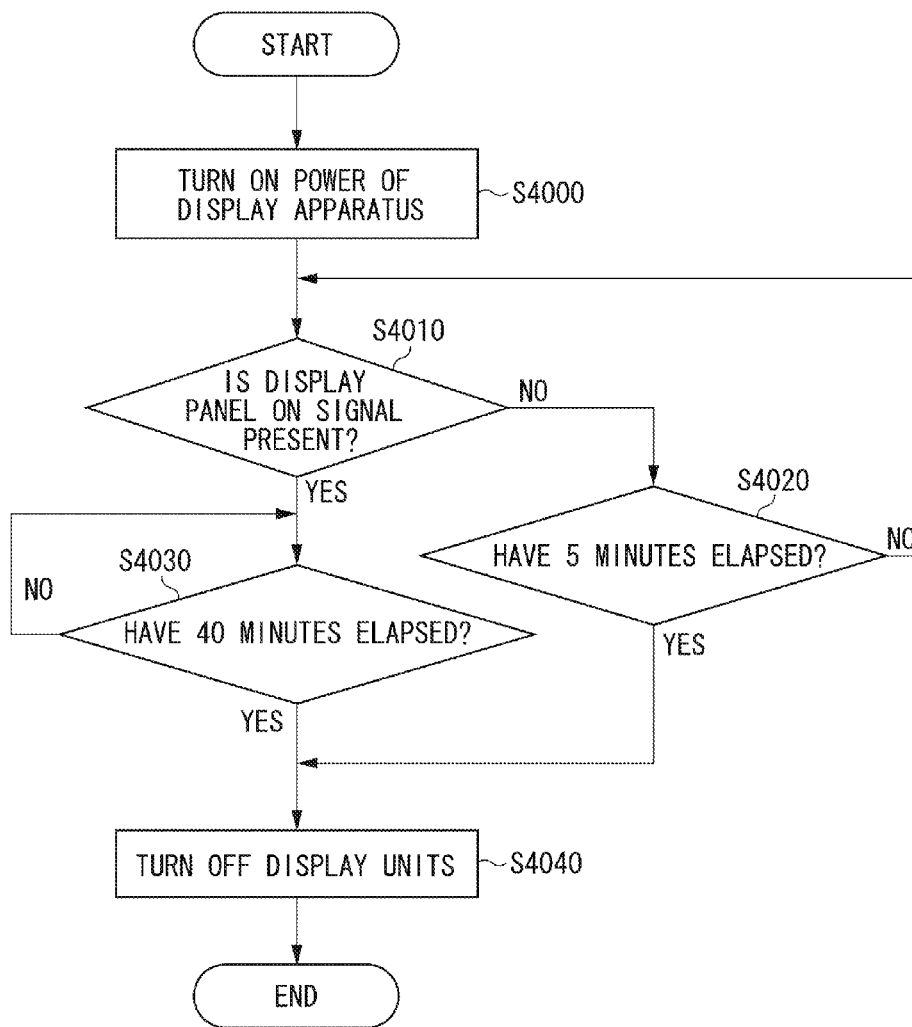 START
TURN ON POWER OF
DISPLAY APPARATUS
S4000
S4010
IS DISPLAY
PANEL ON SIGNAL
PRESENT?
NO
YES
S4020
HAVE 5 MINUTES ELAPSED?
NO
YES
S4030
NO
HAVE 40 MINUTES ELAPSED?
YES
TURN OFF DISPLAY UNITS
S4040
END